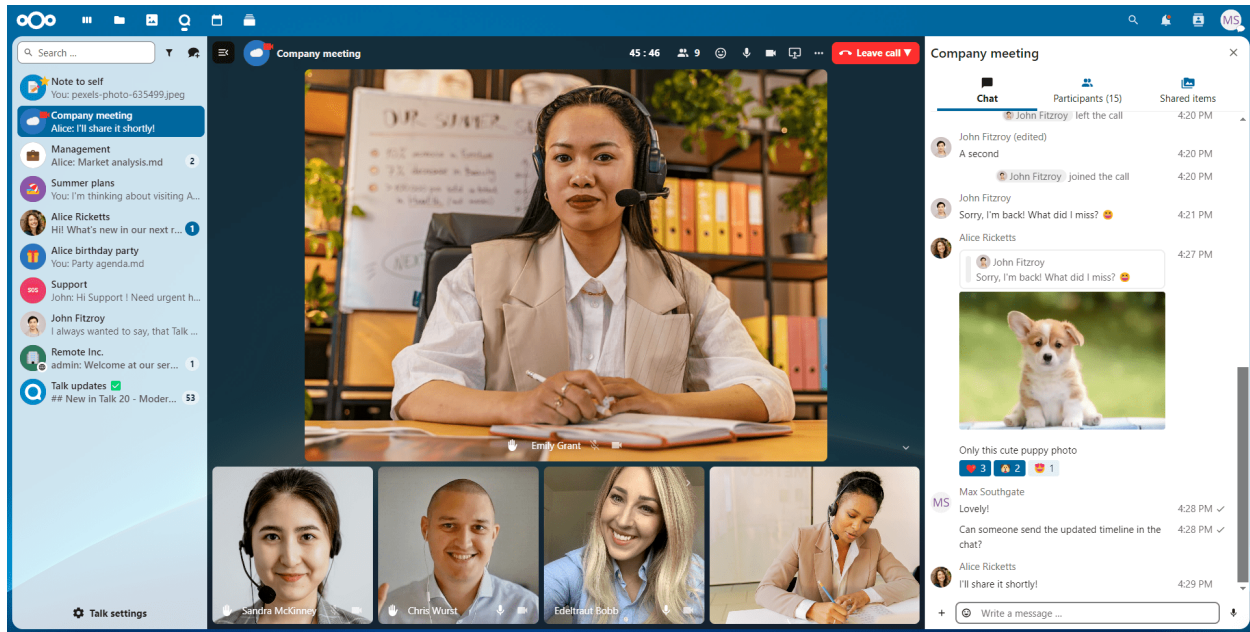 Search ...
Note to self
You: pexels-photo-635499.jpeg
Company meeting
Alice: I'll share it shortly!
Management
Alice: Market analysis.md 2
Summer plans
You: I'm thinking about visiting A...
Alice Ricketts
Hi! What's new in our next r... 1
Alice birthday party
You: Party agenda.md
Support
SOS
John: Hi Support ! Need urgent h...
John Fitzroy
I always wanted to say, that Talk ...
Remote Inc.
admin: Welcome at our ser... 1
Talk updates ✅
## New in Talk 20 - Moder... 53
Talk settings
Company meeting
45 : 46
9
Leave call
OUR SUMMER
Emily Grant
Sandra McKinney
Chris Wurst
Edeltraut Bobb
MS
Company meeting
Chat
Participants (15)
Shared items
John Fitzroy left the call 4:20 PM
John Fitzroy (edited)
A second 4:20 PM
John Fitzroy joined the call 4:20 PM
John Fitzroy
Sorry, I'm back! What did I miss? 😀 4:21 PM
Alice Ricketts
4:27 PM
John Fitzroy
Sorry, I'm back! What did I miss? 😀
Only this cute puppy photo
❤️ 3 🙈 2 😍 1
MS
Max Southgate
Lovely! 4:28 PM
Can someone send the updated timeline in the 4:28 PM
chat?
Alice Ricketts
I'll share it shortly! 4:29 PM
Write a message ...